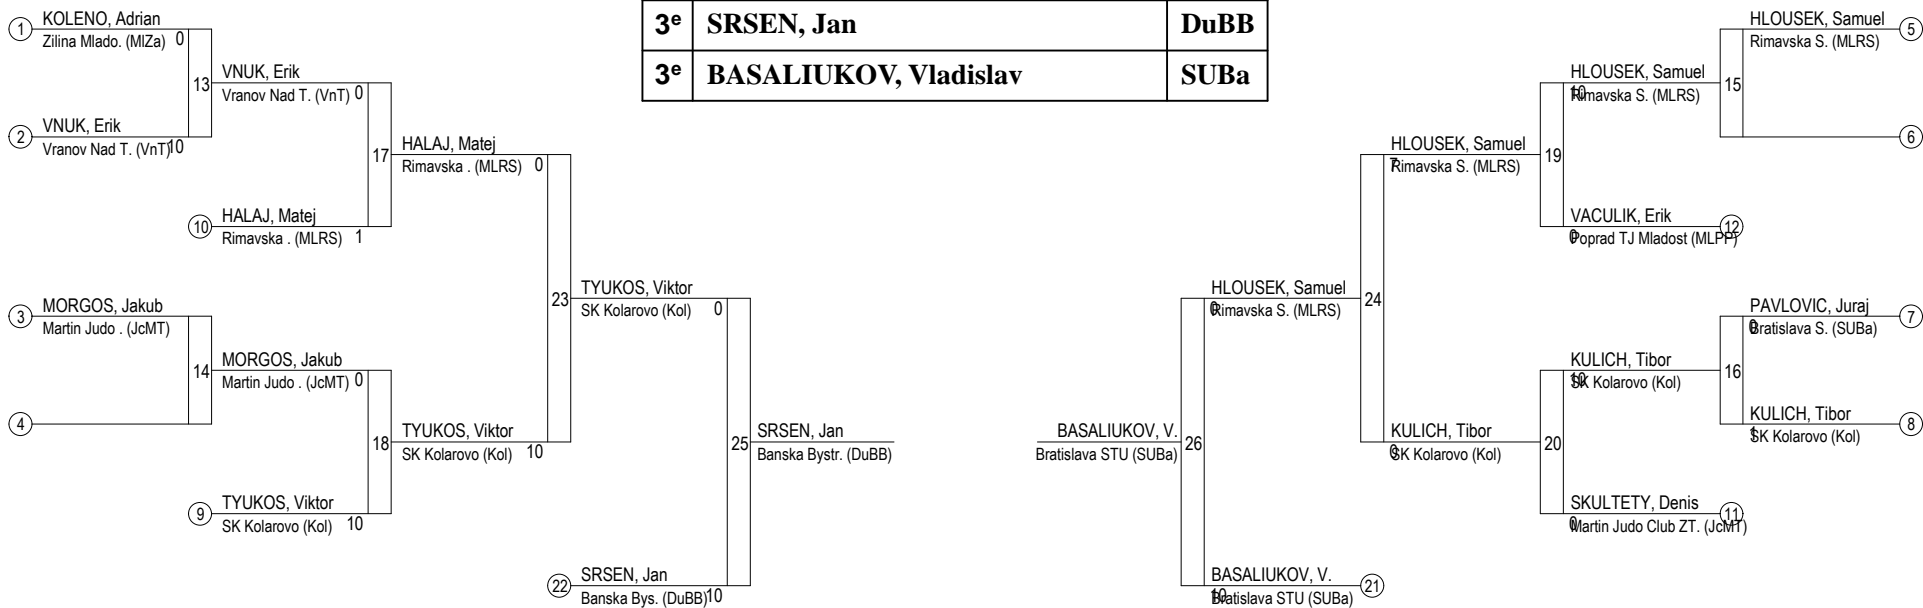 3e SRSEN, Jan DuBB
3e BASALIUKOV, Vladislav SUBa
1 KOLENO, Adrian
Zilina Mlado. (MlZa) 0
13
VNUK, Erik
Vranov Nad T. (VnT) 0
2 VNUK, Erik
Vranov Nad T. (VnT) 10
17
HALAJ, Matej
Rimavska . (MLRS) 0
10 HALAJ, Matej
Rimavska . (MLRS) 1
23
TYUKOS, Viktor
SK Kolarovo (Kol) 0
3 MORGOS, Jakub
Martin Judo . (JcMT)
14
MORGOS, Jakub
Martin Judo . (JcMT) 0
4
18
TYUKOS, Viktor
SK Kolarovo (Kol) 10
9 TYUKOS, Viktor
SK Kolarovo (Kol) 10
25
SRSEN, Jan
Banska Bystr. (DuBB)
22 SRSEN, Jan
Banska Bys. (DuBB) 10
HLOUSEK, Samuel 5
Rimavska S. (MLRS)
15
HLOUSEK, Samuel
10 Rimavska S. (MLRS)
6
19
HLOUSEK, Samuel
7 Rimavska S. (MLRS)
VACULIK, Erik 12
0 Poprad TJ Mladost (MLPP)
24
HLOUSEK, Samuel
0 Rimavska S. (MLRS)
PAVLOVIC, Juraj 7
0 Bratislava S. (SUBa)
16
KULICH, Tibor
10 SK Kolarovo (Kol)
KULICH, Tibor 8
1 SK Kolarovo (Kol)
20
KULICH, Tibor
0 SK Kolarovo (Kol)
SKULTETY, Denis 11
0 Martin Judo Club ZT. (JcMT)
26
BASALIUKOV, V.
Bratislava STU (SUBa)
BASALIUKOV, V. 21
10 Bratislava STU (SUBa)